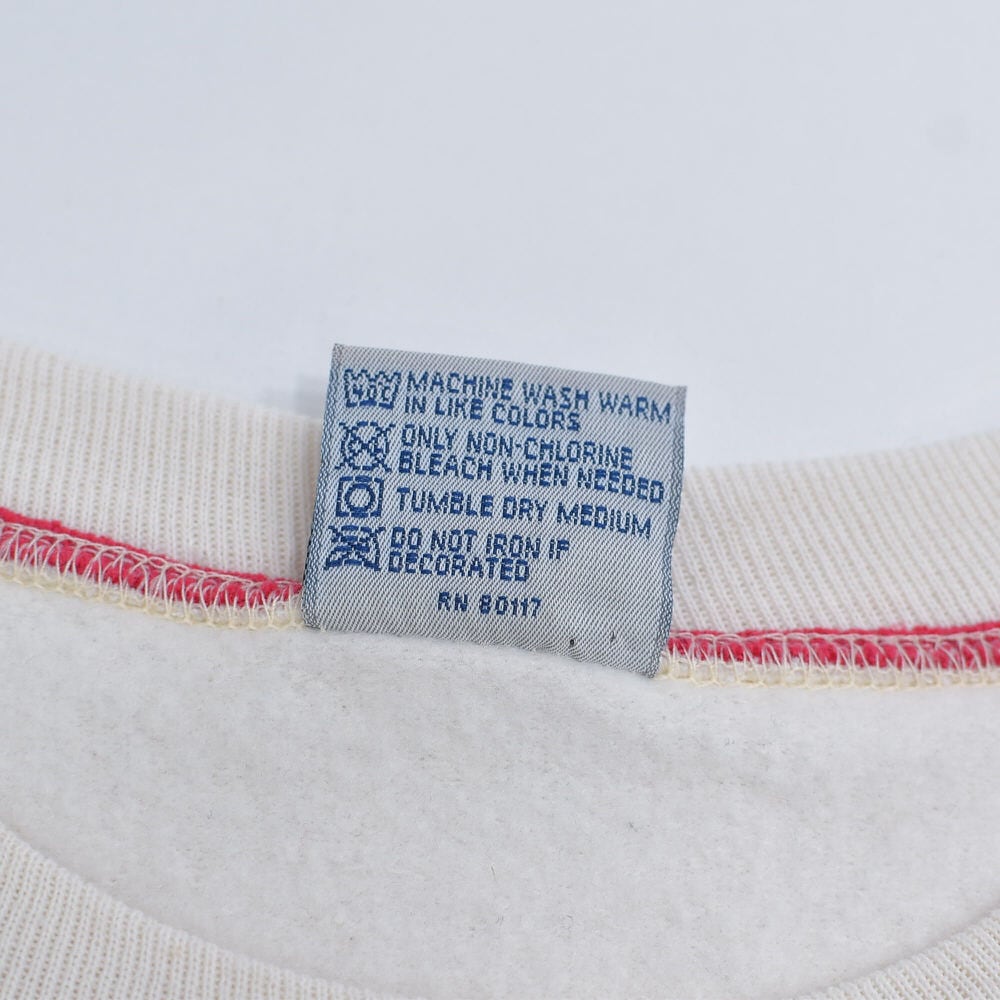 40C MACHINE WASH WARM
IN LIKE COLORS
ONLY NON-CHLORINE
BLEACH WHEN NEEDED
TUMBLE DRY MEDIUM
DO NOT IRON IF
DECORATED
RN 80117